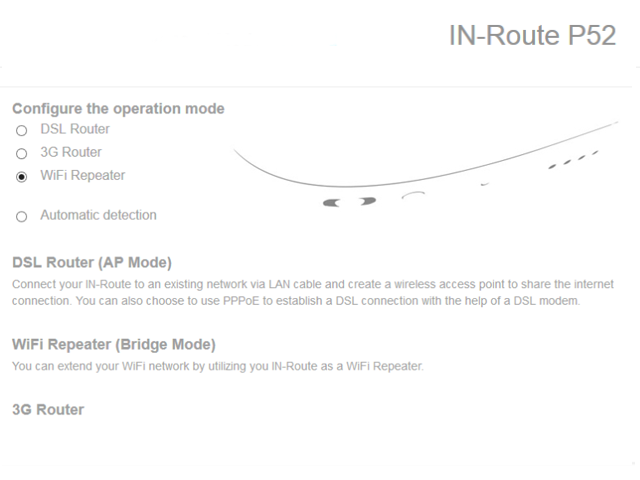 IN-Route P52
Configure the operation mode
DSL Router
3G Router
WiFi Repeater
Automatic detection
DSL Router (AP Mode)
Connect your IN-Route to an existing network via LAN cable and create a wireless access point to share the internet
connection. You can also choose to use PPPoE to establish a DSL connection with the help of a DSL modem.
WiFi Repeater (Bridge Mode)
You can extend your WiFi network by utilizing you IN-Route as a WiFi Repeater.
3G Router